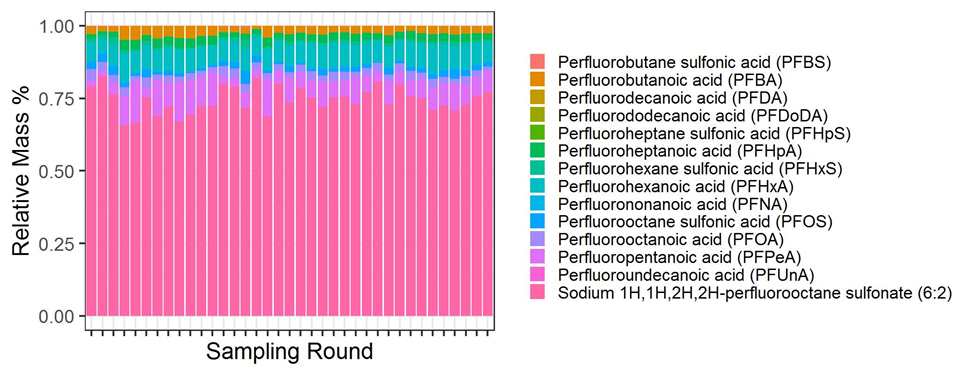 1.00
0.75
0.50
0.25
0.00
Relative Mass %
Sampling Round
Perfluorobutane sulfonic acid (PFBS)
Perfluorobutanoic acid (PFBA)
Perfluorodecanoic acid (PFDA)
Perfluorododecanoic acid (PFDoDA)
Perfluoroheptane sulfonic acid (PFHpS)
Perfluoroheptanoic acid (PFHpA)
Perfluorohexane sulfonic acid (PFHxS)
Perfluorohexanoic acid (PFHxA)
Perfluorononanoic acid (PFNA)
Perfluorooctane sulfonic acid (PFOS)
Perfluorooctanoic acid (PFOA)
Perfluoropentanoic acid (PFPeA)
Perfluoroundecanoic acid (PFUnA)
Sodium 1H,1H,2H,2H-perfluorooctane sulfonate (6:2)